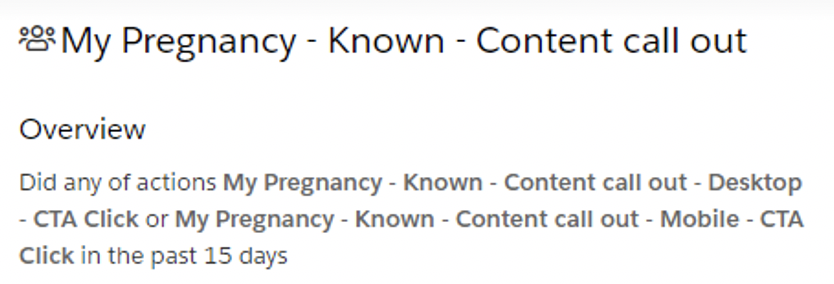 My Pregnancy - Known - Content call out
Overview
Did any of actions My Pregnancy - Known - Content call out - Desktop
- CTA Click or My Pregnancy - Known - Content call out - Mobile - CTA
Click in the past 15 days